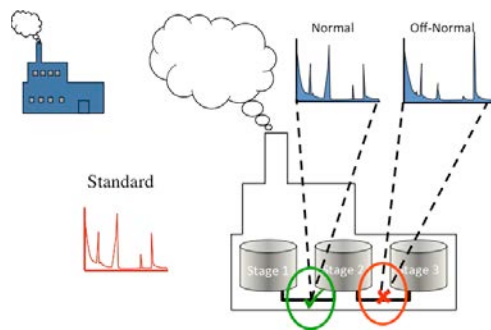 Normal
Off-Normal
Standard
Stage 1
Stage 2
Stage 3